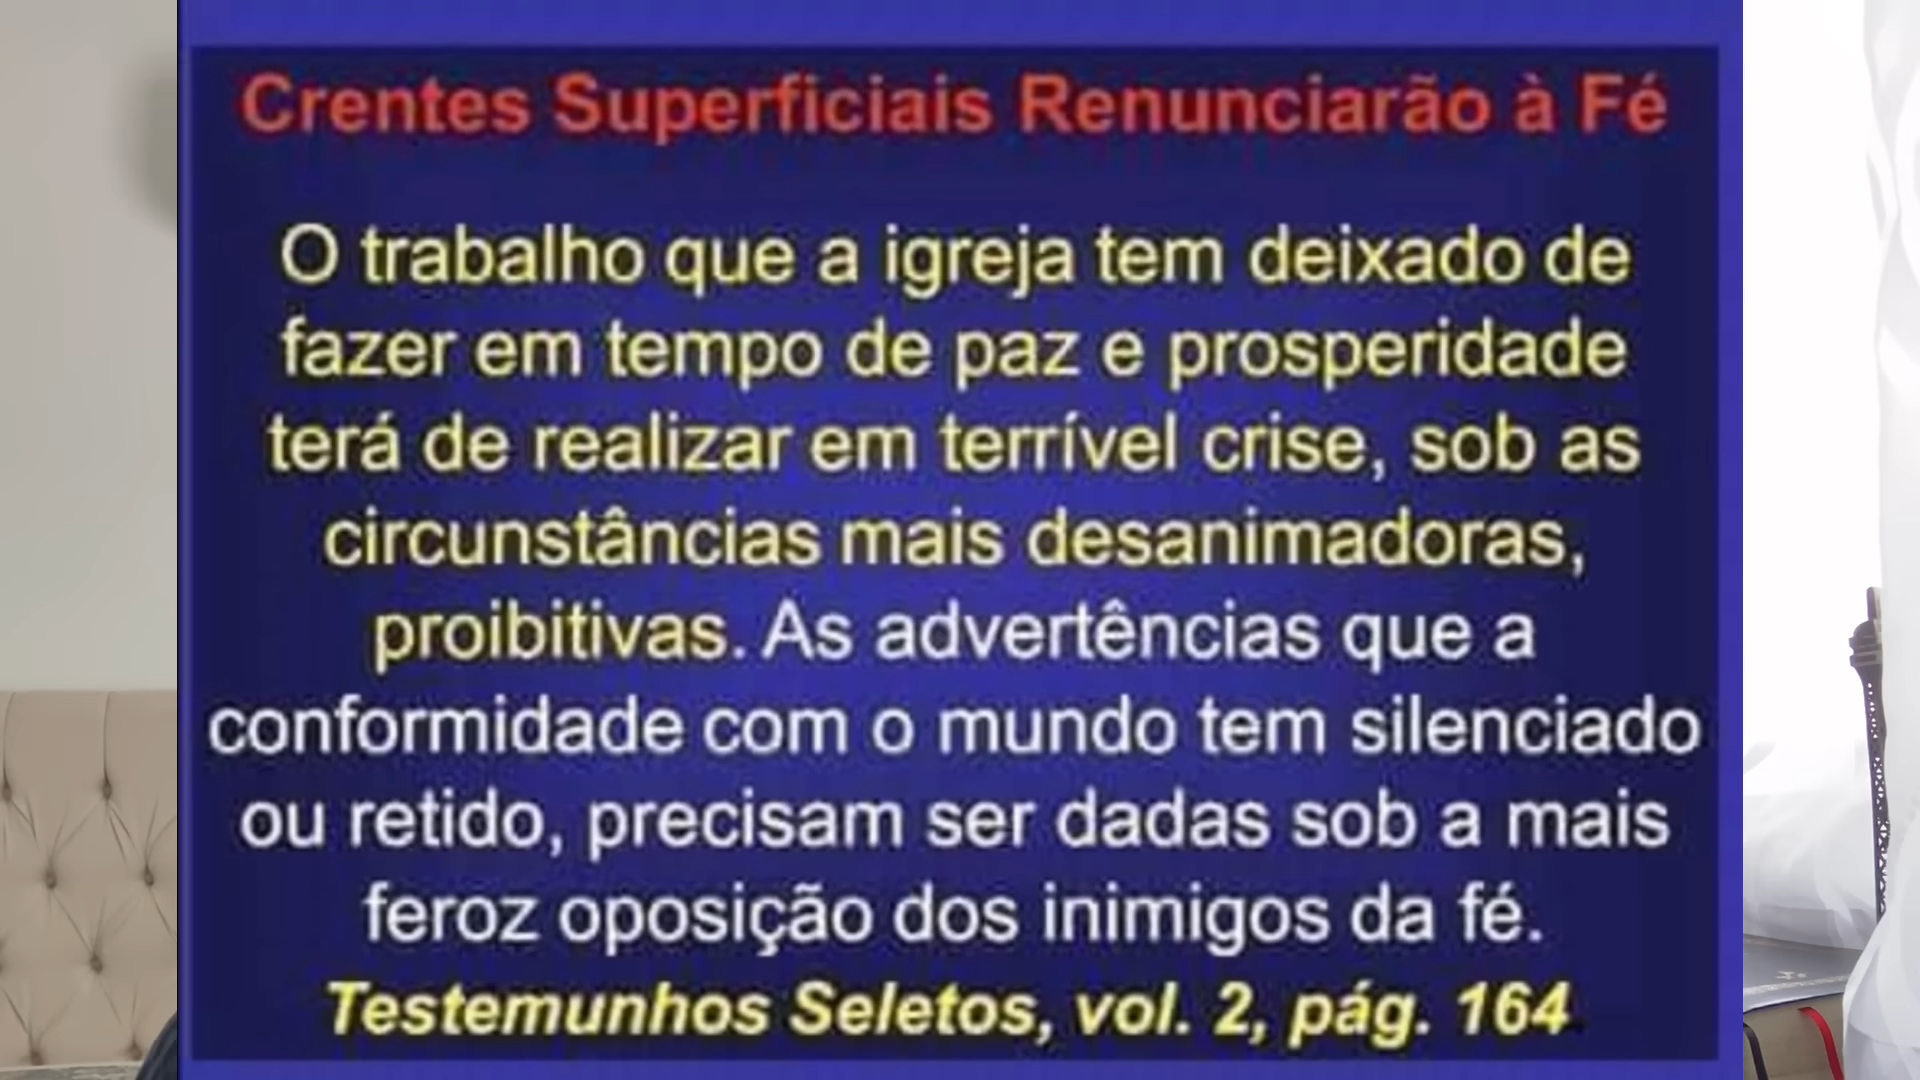 Crentes Superficiais Renunciarão à Fé
O trabalho que a igreja tem deixado de
fazer em tempo de paz e prosperidade
terá de realizar em terrível crise, sob as
circunstâncias mais desanimadoras,
proibitivas. As advertências que a
conformidade com o mundo tem silenciado
ou retido, precisam ser dadas sob a mais
feroz oposição dos inimigos da fé.
Testemunhos Seletos, vol. 2, pág. 164